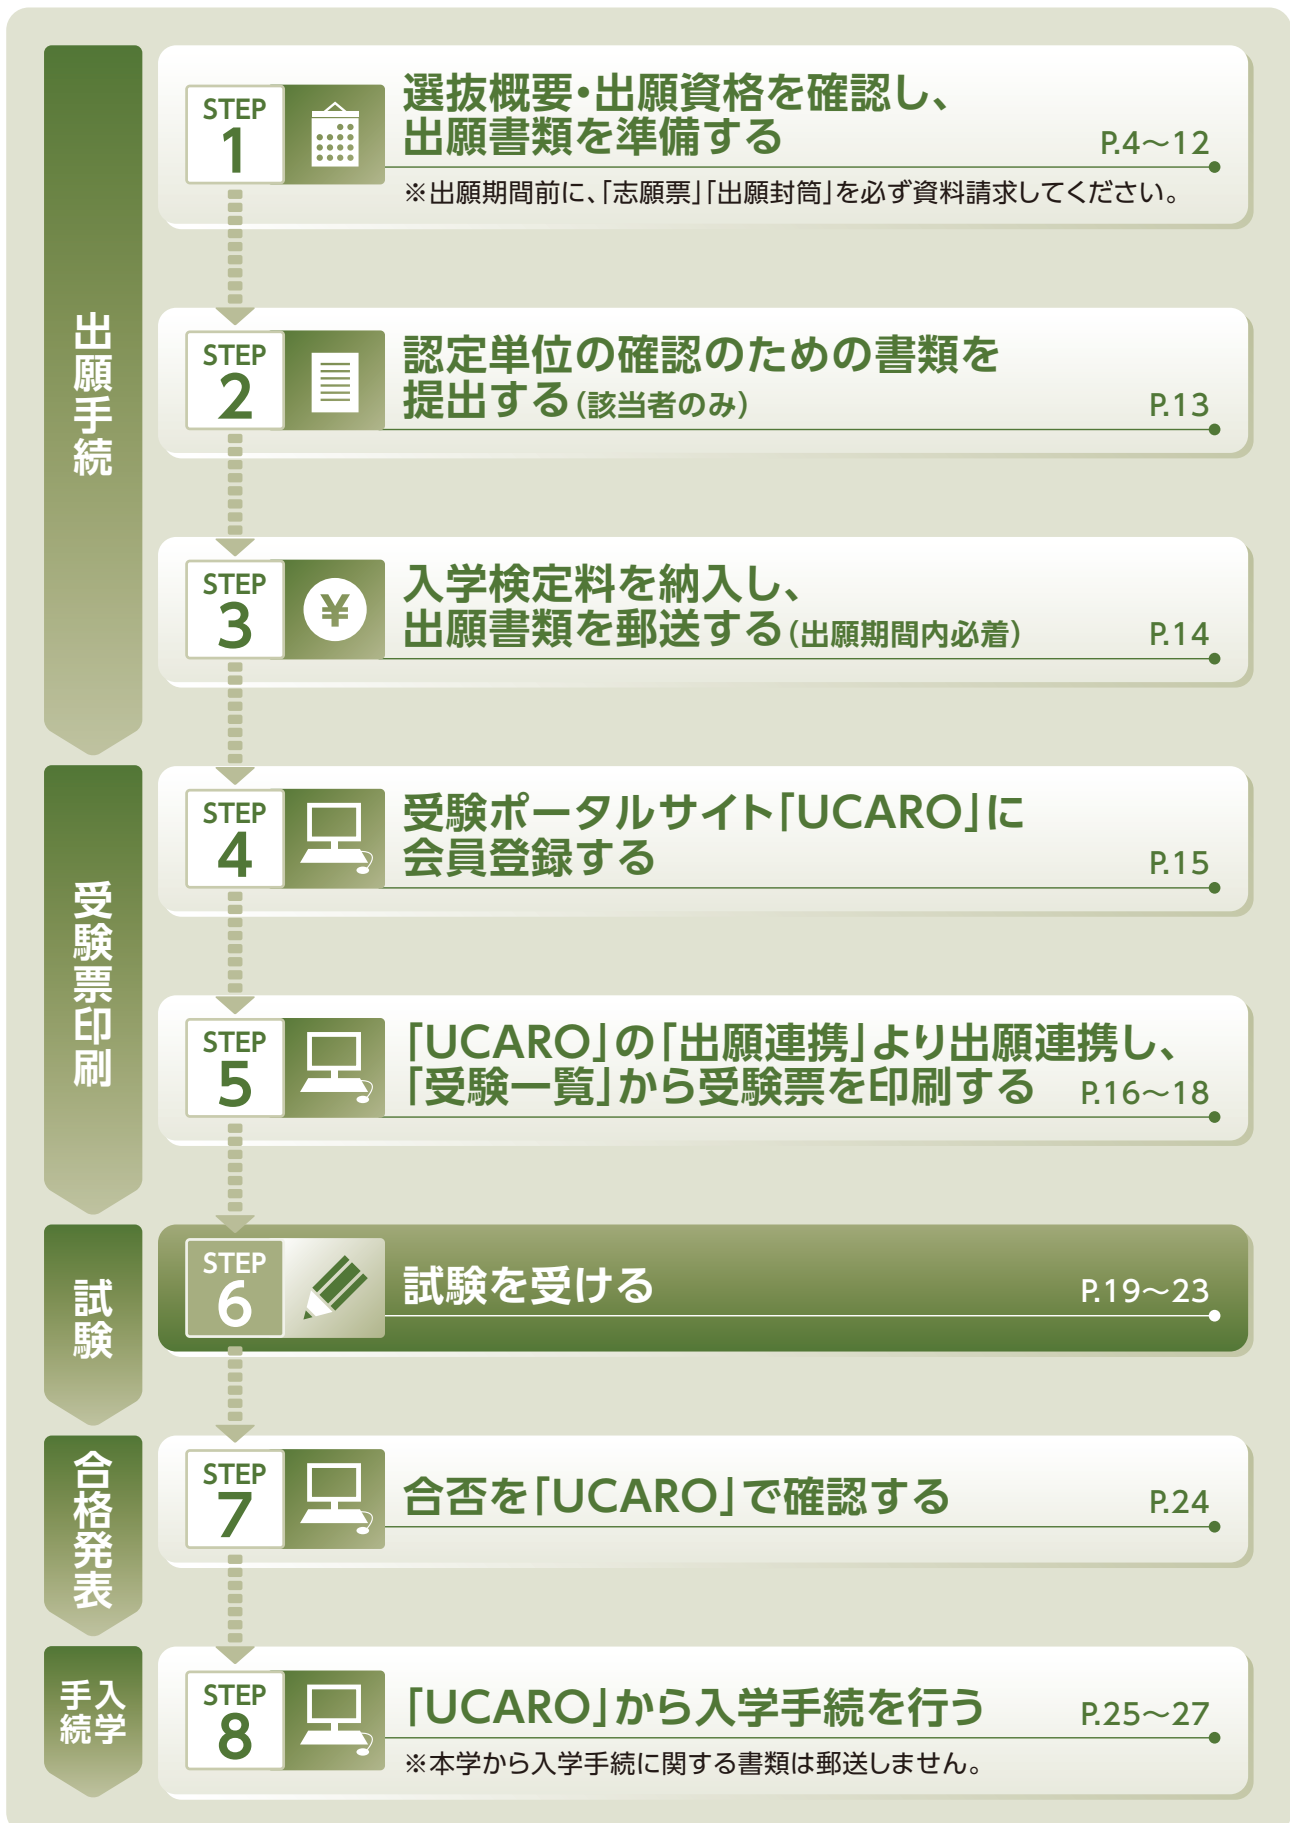 出願手続
STEP
1
選抜概要・出願資格を確認し、
出願書類を準備する
P.4～12
※出願期間前に、「志願票」「出願封筒」を必ず資料請求してください。
STEP
2
認定単位の確認のための書類を
提出する（該当者のみ）
P.13
STEP
3
¥
入学検定料を納入し、
出願書類を郵送する（出願期間内必着）
P.14
受験票印刷
STEP
4
受験ポータルサイト「UCARO」に
会員登録する
P.15
STEP
5
「UCARO」の「出願連携」より出願連携し、
「受験一覧」から受験票を印刷する
P.16～18
試験
STEP
6
試験を受ける
P.19～23
合格発表
STEP
7
合否を「UCARO」で確認する
P.24
入学
手続
STEP
8
「UCARO」から入学手続を行う
P.25～27
※本学から入学手続に関する書類は郵送しません。